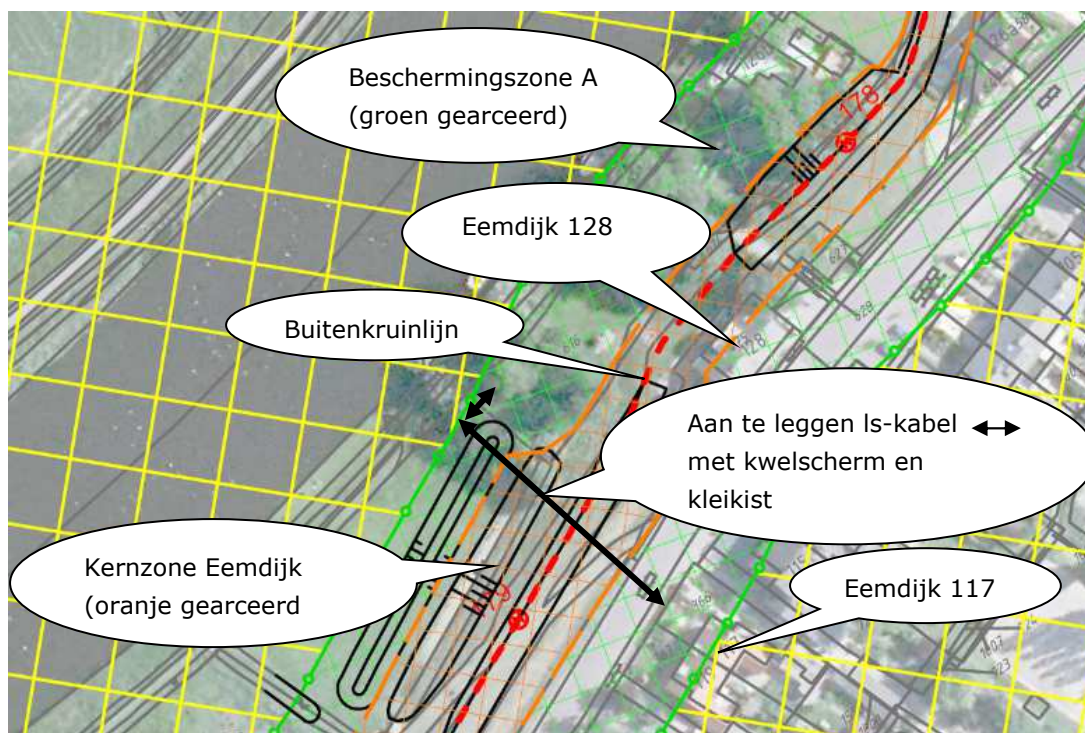 Beschermingszone A
(groen gearceerd)
178
Eemdijk 128
Buitenkruinlijn
128
Aan te leggen ls-kabel
met kwelscherm en
kleikist
Kernzone Eemdijk
(oranje gearceerd
Eemdijk 117